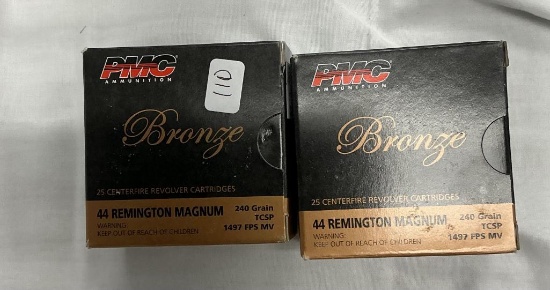 PMC
AMMUNITION
Bronze
25 CENTERFIRE REVOLVER CARTRIDGES
44 REMINGTON MAGNUM
240 Grain
TCSP
WARNING:
KEEP OUT OF REACH OF CHILDREN
1497 FPS MV
PMC
AMMUNITION
Bronze
25 CENTERFIRE REVOLVER CARTRIDGES
44 REMINGTON MAGNUM
240 Grain
TCSP
WARNING:
KEEP OUT OF REACH OF CHILDREN
1497 FPS MV